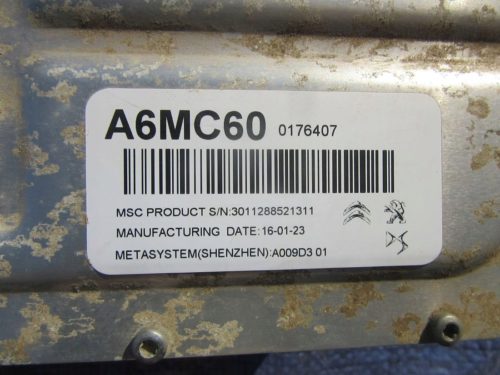 A6MC60 0176407
MSC PRODUCT S/N:3011288521311
MANUFACTURING DATE:16-01-23
METASYSTEM(SHENZHEN):A009D3 01